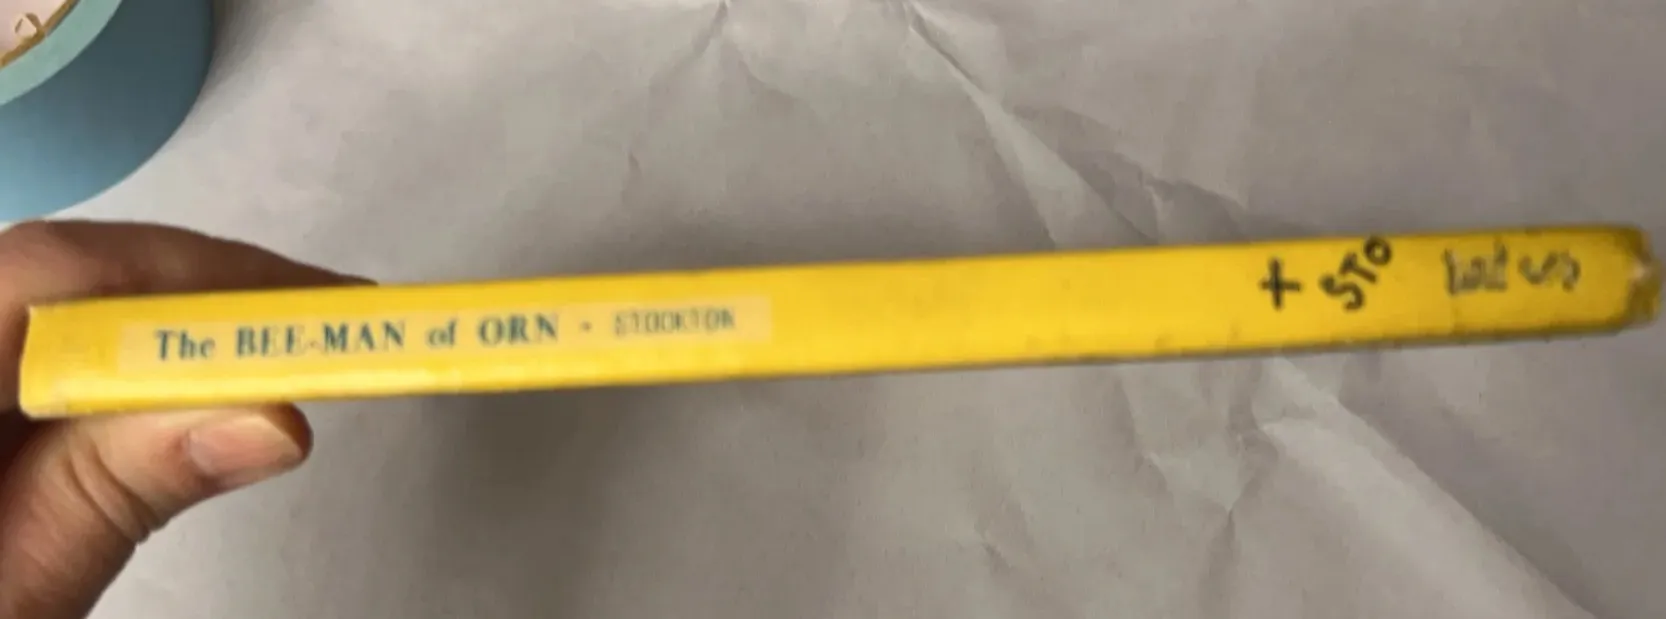 The BEE-MAN of ORN • STOCKTON
+
STO